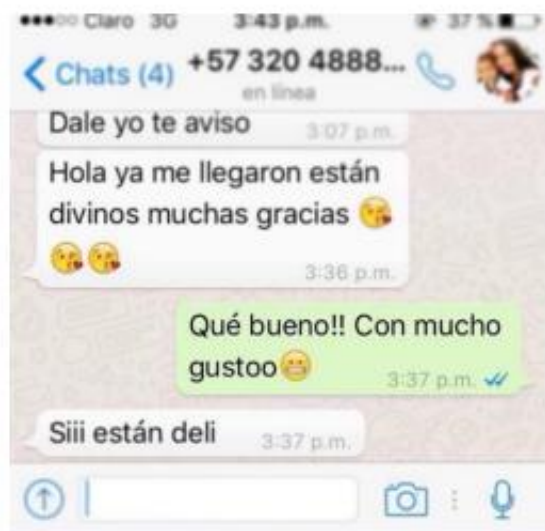 Claro 3G 3:43 p.m. 37 %
Chats (4) +57 320 4888...
en línea
Dale yo te aviso 3:07 p.m.
Hola ya me llegaron están
divinos muchas gracias 😘
😘😘 3:36 p.m.
Qué bueno!! Con mucho
gustoo😬 3:37 p.m.
Siii están deli 3:37 p.m.